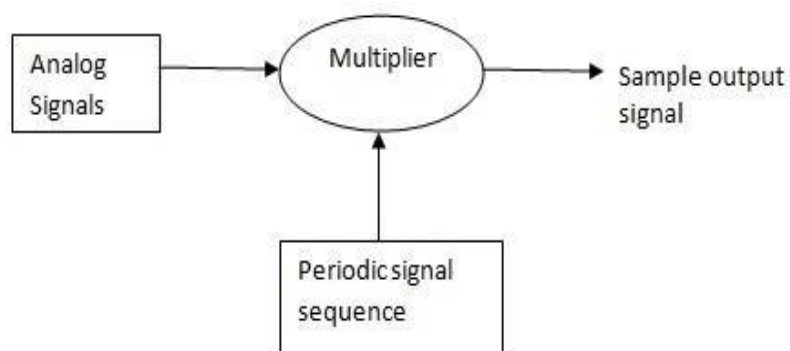 Analog
Signals
Multiplier
Sample output
signal
Periodic signal
sequence